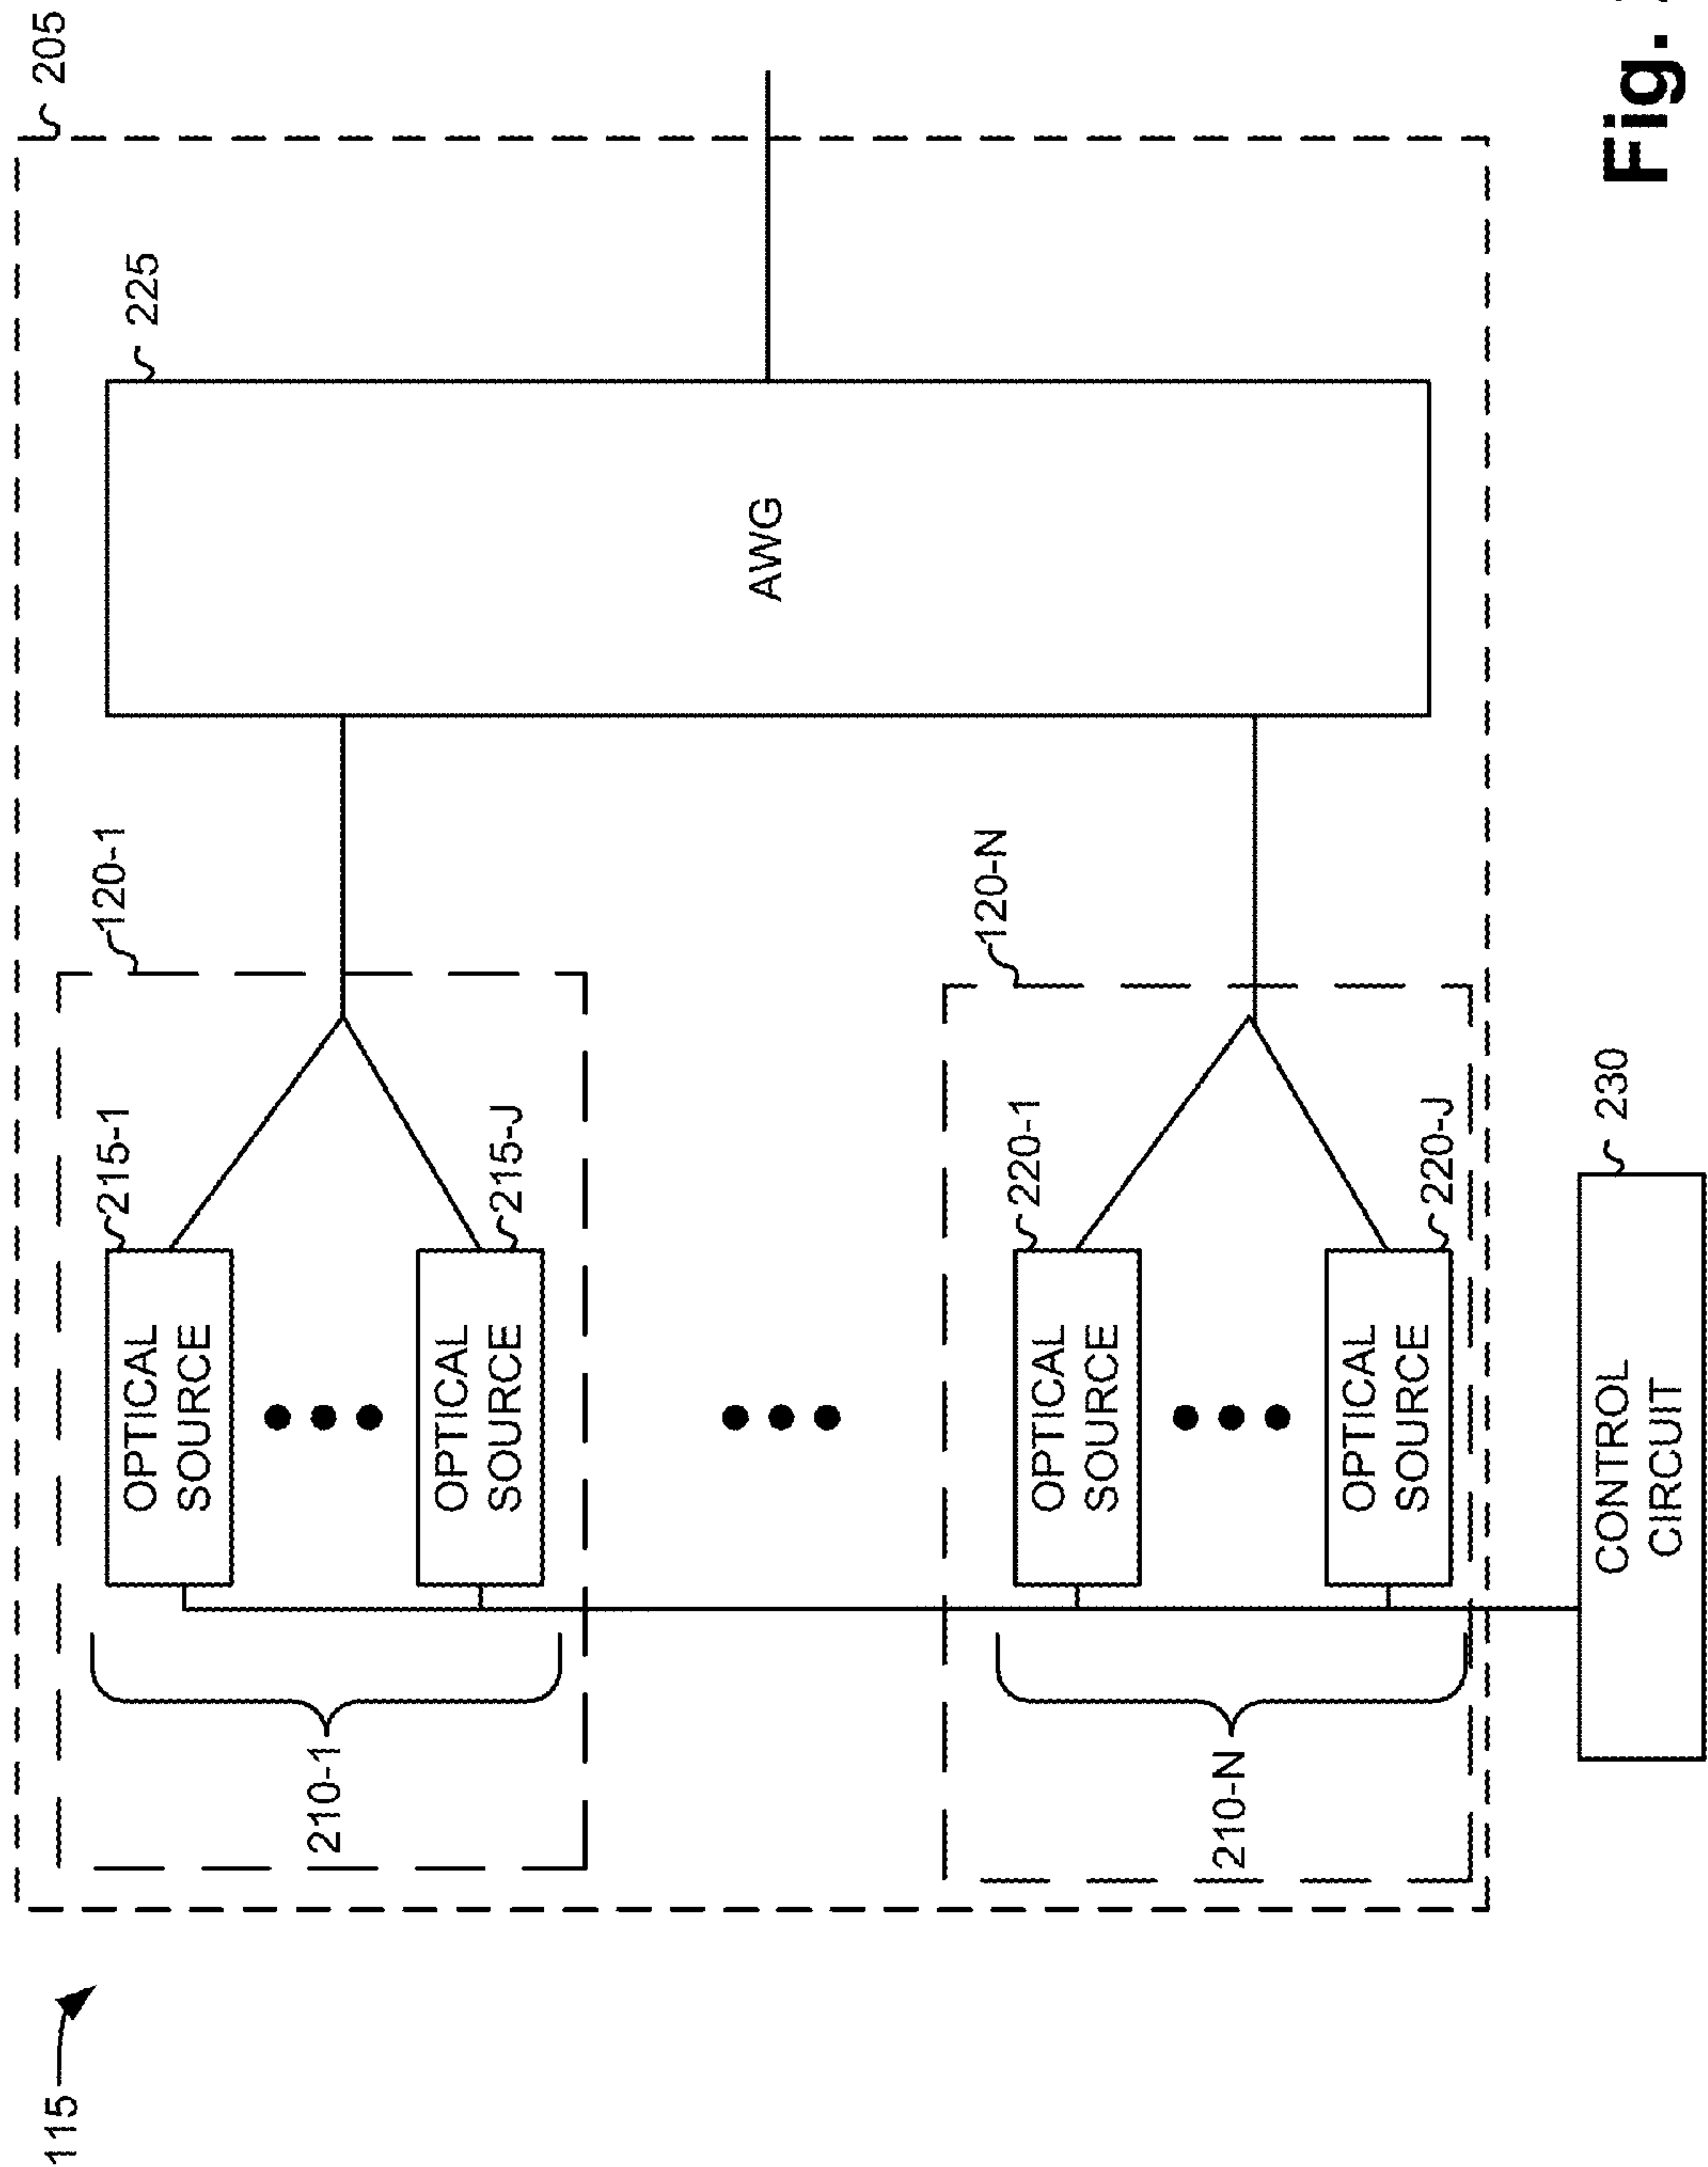 115
205
120-1
210-1
OPTICAL
SOURCE
215-1
OPTICAL
SOURCE
215-J
225
AWG
120-N
210-N
OPTICAL
SOURCE
220-1
OPTICAL
SOURCE
220-J
CONTROL
CIRCUIT
230
Fig.